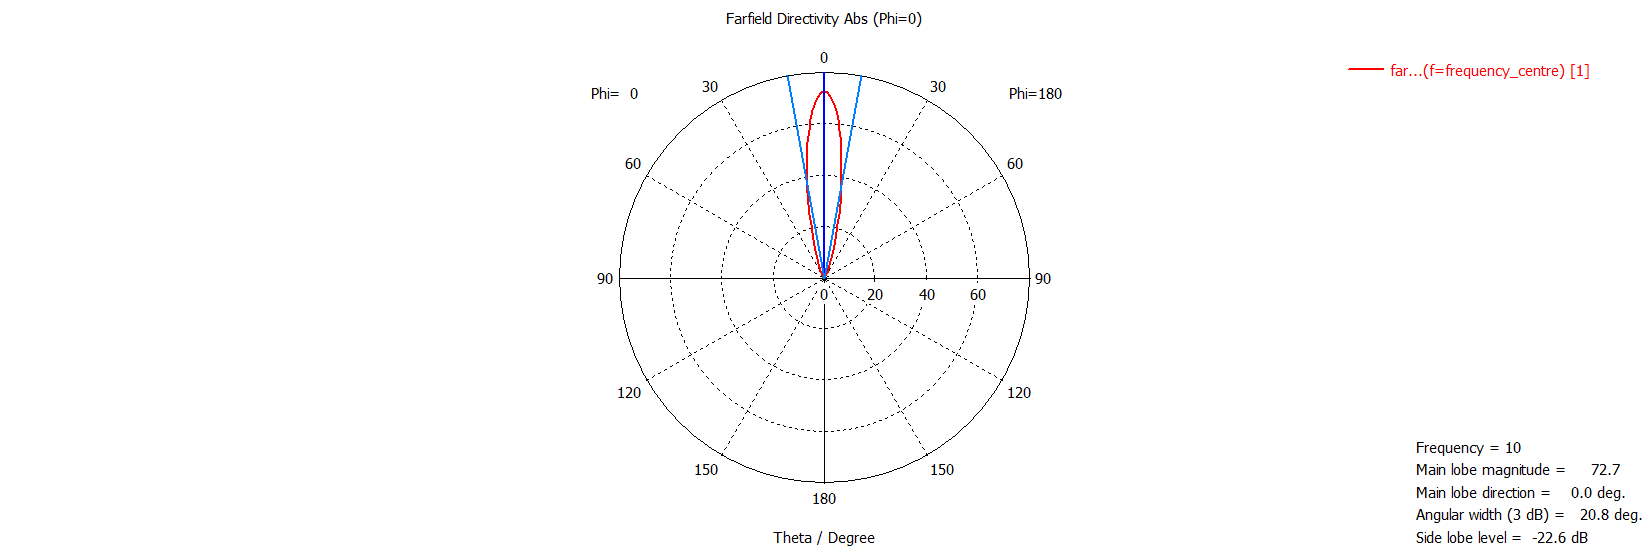 Farfield Directivity Abs (Phi=0)
0
far...(f=frequency_centre) [1]
30
30
Phi= 0
Phi=180
60
60
90
90
0 20 40 60
120
120
150
150
180
Theta / Degree
Frequency = 10
Main lobe magnitude = 72.7
Main lobe direction = 0.0 deg.
Angular width (3 dB) = 20.8 deg.
Side lobe level = -22.6 dB